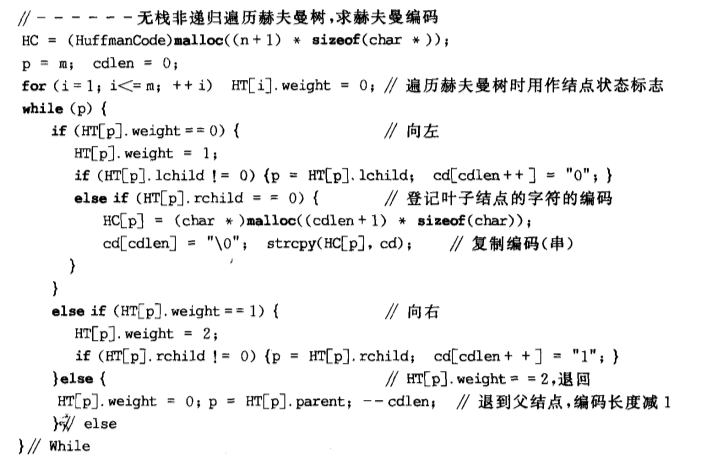 //------无栈非递归遍历赫夫曼树,求赫夫曼编码
HC = (HuffmanCode)malloc((n+1) * sizeof(char *));
p = m; cdlen = 0;
for (i=1; i<=m; ++i) HT[i].weight = 0; // 遍历赫夫曼树时用作结点状态标志
while (p) {
if (HT[p].weight==0) { // 向左
HT[p].weight = 1;
if (HT[p].lchild != 0) {p = HT[p].lchild; cd[cdlen++] = "0"; }
else if (HT[p].rchild == 0) { // 登记叶子结点的字符的编码
HC[p] = (char *)malloc((cdlen+1) * sizeof(char));
cd[cdlen] = "\0"; strcpy(HC[p], cd); // 复制编码(串)
}
}
else if (HT[p].weight==1) { // 向右
HT[p].weight = 2;
if (HT[p].rchild != 0) {p = HT[p].rchild; cd[cdlen++] = "1"; }
}else { // HT[p].weight==2,退回
HT[p].weight = 0; p = HT[p].parent; --cdlen; // 退到父结点,编码长度减1
}// else
}// While